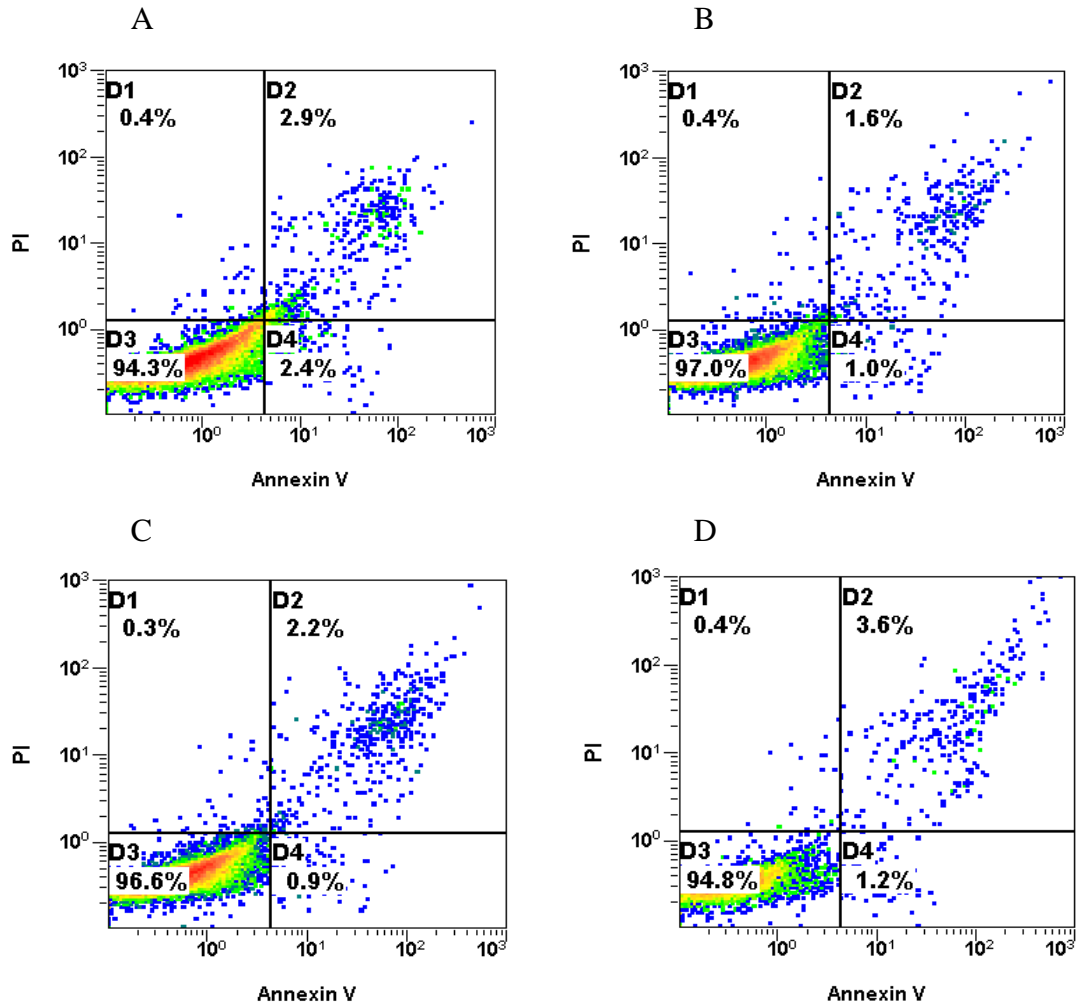 A
B
10³
D1
D2
0.4%
2.9%
10²
PI
10¹
10⁰
D3
D4
94.3%
2.4%
10⁰
10¹
10²
10³
Annexin V
10³
D1
D2
0.4%
1.6%
10²
PI
10¹
10⁰
D3
D4
97.0%
1.0%
10⁰
10¹
10²
10³
Annexin V
C
D
10³
D1
D2
0.3%
2.2%
10²
PI
10¹
10⁰
D3
D4
96.6%
0.9%
10⁰
10¹
10²
10³
Annexin V
10³
D1
D2
0.4%
3.6%
10²
PI
10¹
10⁰
D3
D4
94.8%
1.2%
10⁰
10¹
10²
10³
Annexin V